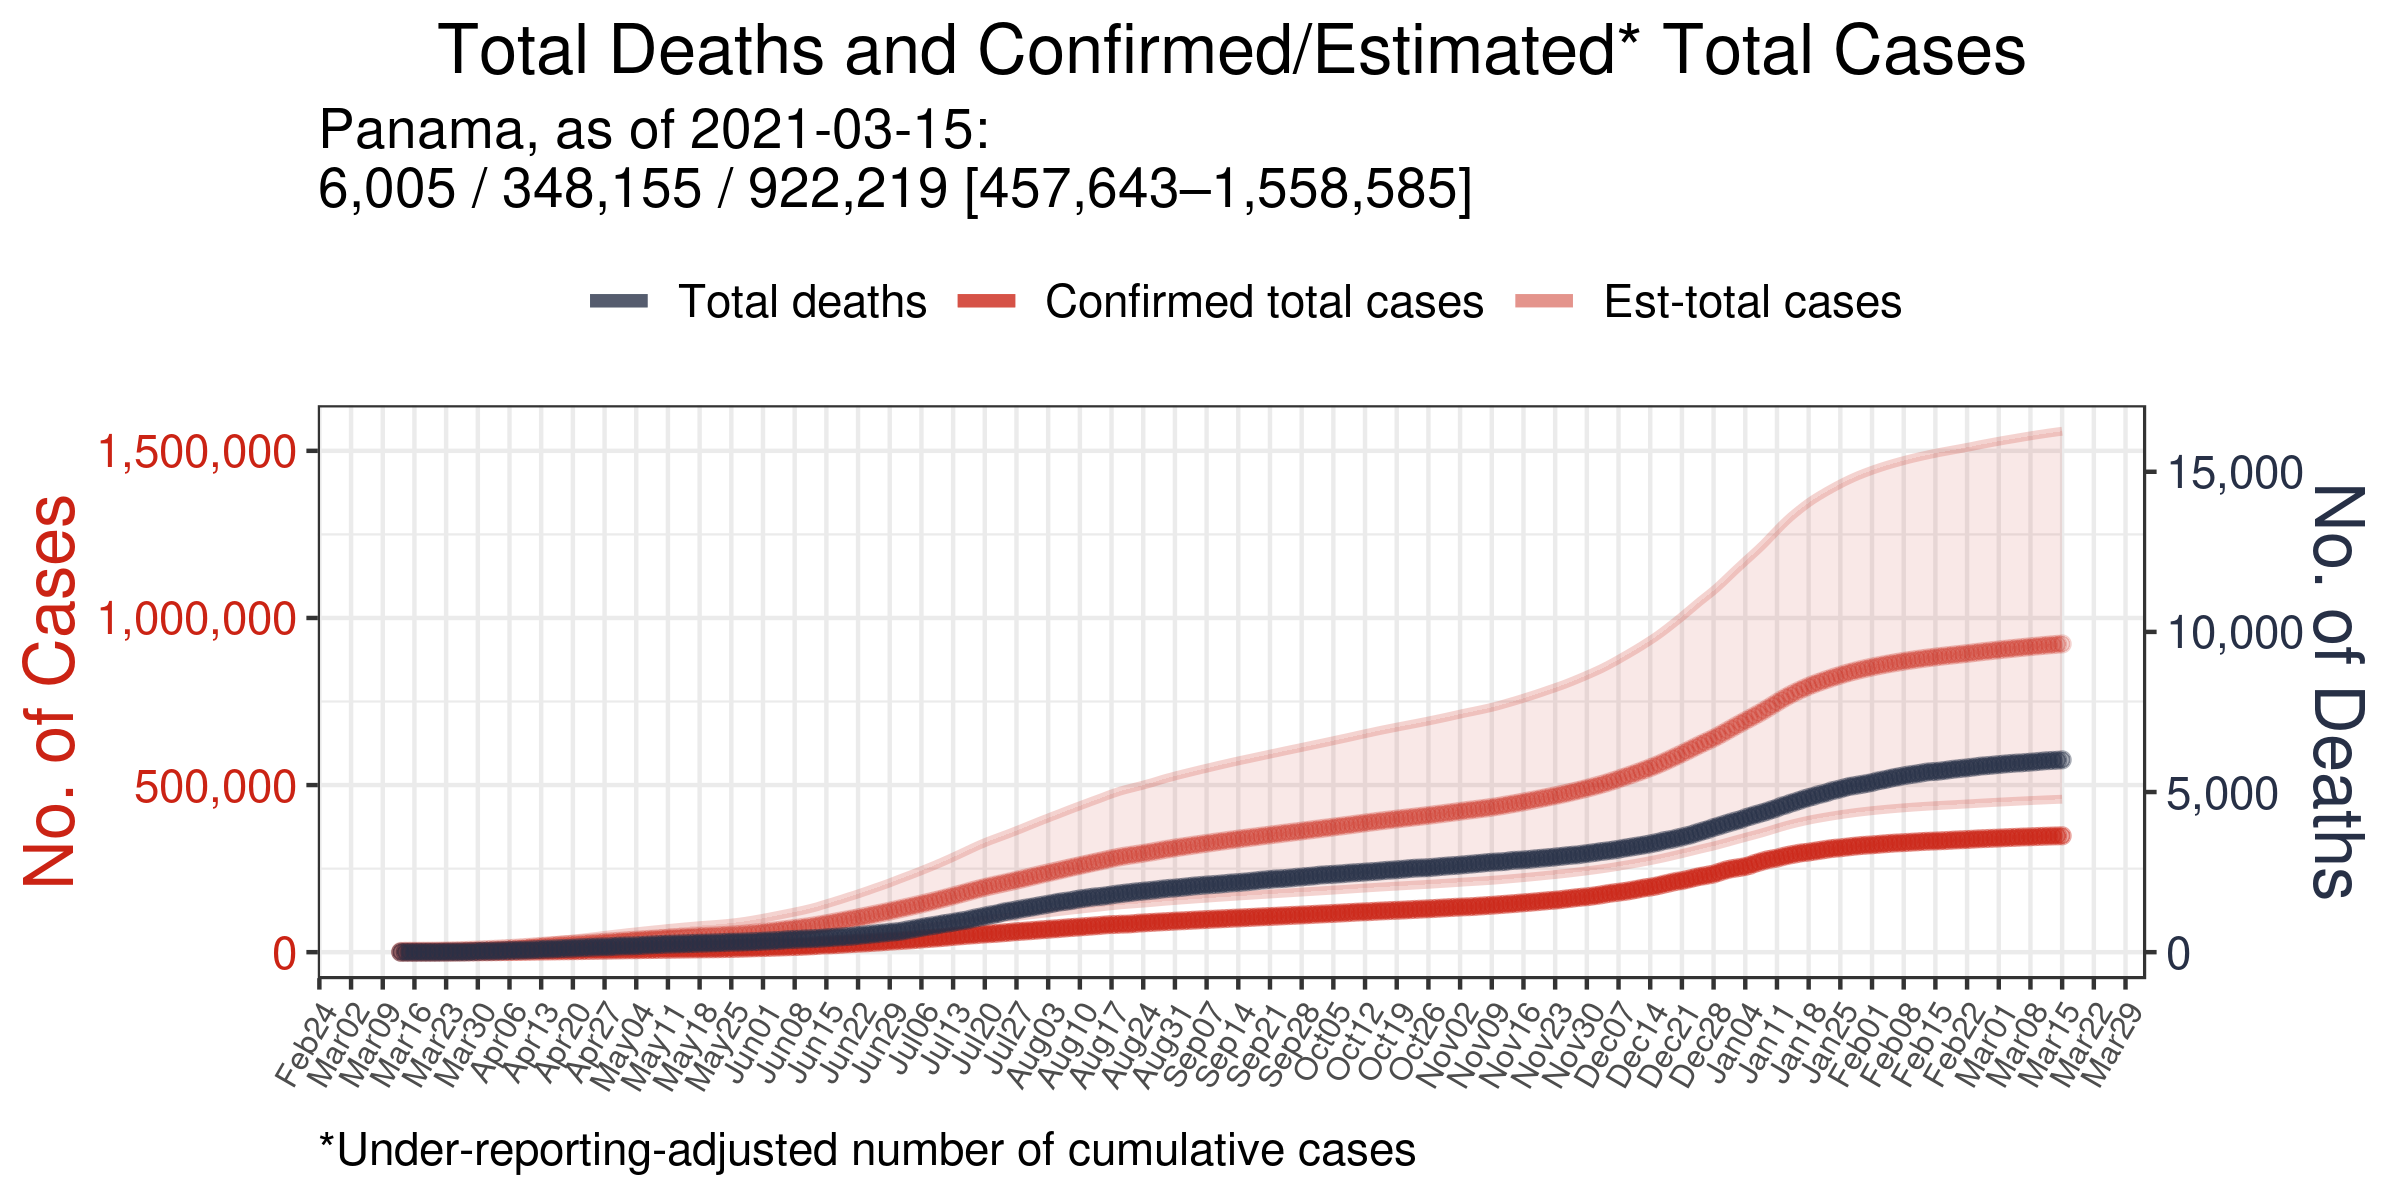 Total Deaths and Confirmed/Estimated* Total Cases
Panama, as of 2021-03-15:
6,005 / 348,155 / 922,219 [457,643–1,558,585]
Total deaths
Confirmed total cases
Est-total cases
No. of Cases
1,500,000
1,000,000
500,000
0
15,000
10,000
5,000
0
No. of Deaths
Feb24
Mar02
Mar09
Mar16
Mar23
Mar30
Apr06
Apr13
Apr20
Apr27
May04
May11
May18
May25
Jun01
Jun08
Jun15
Jun22
Jun29
Jul06
Jul13
Jul20
Jul27
Aug03
Aug10
Aug17
Aug24
Aug31
Sep07
Sep14
Sep21
Sep28
Oct05
Oct12
Oct19
Oct26
Nov02
Nov09
Nov16
Nov23
Nov30
Dec07
Dec14
Dec21
Dec28
Jan04
Jan11
Jan18
Jan25
Feb01
Feb08
Feb15
Feb22
Mar01
Mar08
Mar15
Mar22
Mar29
*Under-reporting-adjusted number of cumulative cases